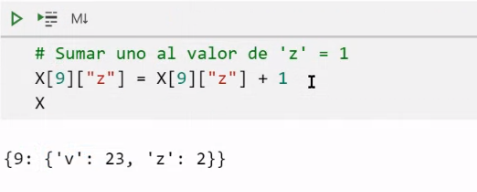 M↓
# Sumar uno al valor de 'z' = 1
X[9]["z"] = X[9]["z"] + 1
X
{9: {'v': 23, 'z': 2}}